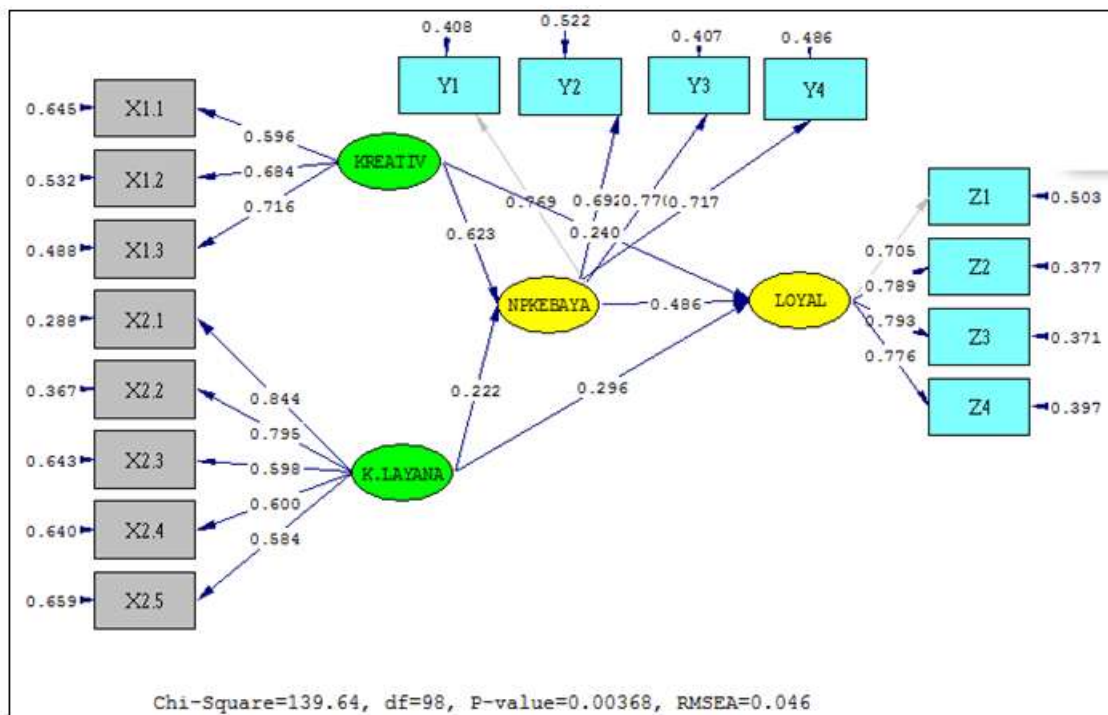 0.408
0.522
0.407
0.486
Y1
Y2
Y3
Y4
0.645
X1.1
0.532
X1.2
0.488
X1.3
0.288
X2.1
0.367
X2.2
0.643
X2.3
0.640
X2.4
0.659
X2.5
0.596
0.684
0.716
KREATIV
0.844
0.795
0.598
0.600
0.584
K.LAYANA
0.623
0.222
0.769
0.692
0.770
0.717
0.240
NPKEBAYA
0.486
0.296
LOYAL
0.705
0.789
0.793
0.776
Z1
0.503
Z2
0.377
Z3
0.371
Z4
0.397
Chi-Square=139.64, df=98, P-value=0.00368, RMSEA=0.046